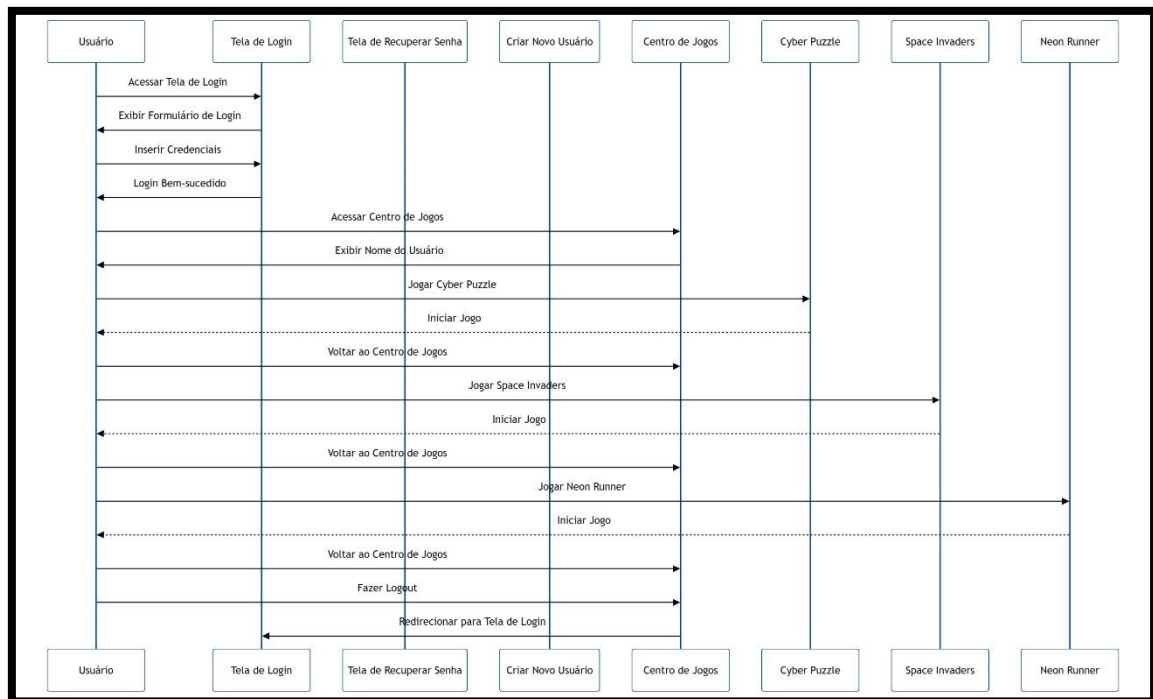 Usuário
Tela de Login
Tela de Recuperar Senha
Criar Novo Usuário
Centro de Jogos
Cyber Puzzle
Space Invaders
Neon Runner
Acessar Tela de Login
Exibir Formulário de Login
Inserir Credenciais
Login Bem-sucedido
Acessar Centro de Jogos
Exibir Nome do Usuário
Jogar Cyber Puzzle
Iniciar Jogo
Voltar ao Centro de Jogos
Jogar Space Invaders
Iniciar Jogo
Voltar ao Centro de Jogos
Jogar Neon Runner
Iniciar Jogo
Voltar ao Centro de Jogos
Fazer Logout
Redirecionar para Tela de Login
Usuário
Tela de Login
Tela de Recuperar Senha
Criar Novo Usuário
Centro de Jogos
Cyber Puzzle
Space Invaders
Neon Runner